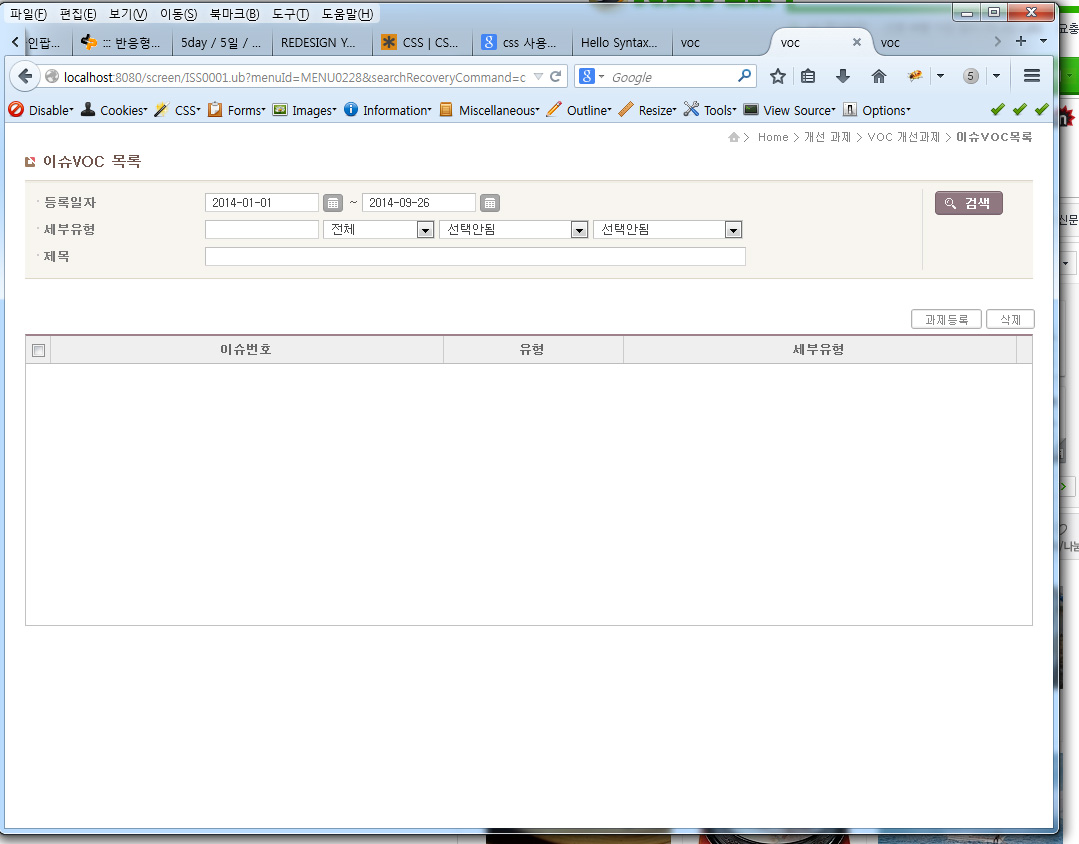 파일(F) 편집(E) 보기(V) 이동(S) 북마크(B) 도구(T) 도움말(H)
인팝... ::: 반응형... 5day / 5일 / ... REDESIGN Y... CSS | CS... css 사용... Hello Syntax... voc voc voc
localhost:8080/screen/ISS0001.ub?menuId=MENU0228&searchRecoveryCommand=c Google 5
Disable Cookies CSS Forms Images Information Miscellaneous Outline Resize Tools View Source Options
Home > 개선 과제 > VOC 개선과제 > 이슈VOC목록
이슈VOC 목록
등록일자 2014-01-01 ~ 2014-09-26 검색
세부유형 전체 선택안됨 선택안됨
제목
과제등록 삭제
이슈번호 유형 세부유형
신문